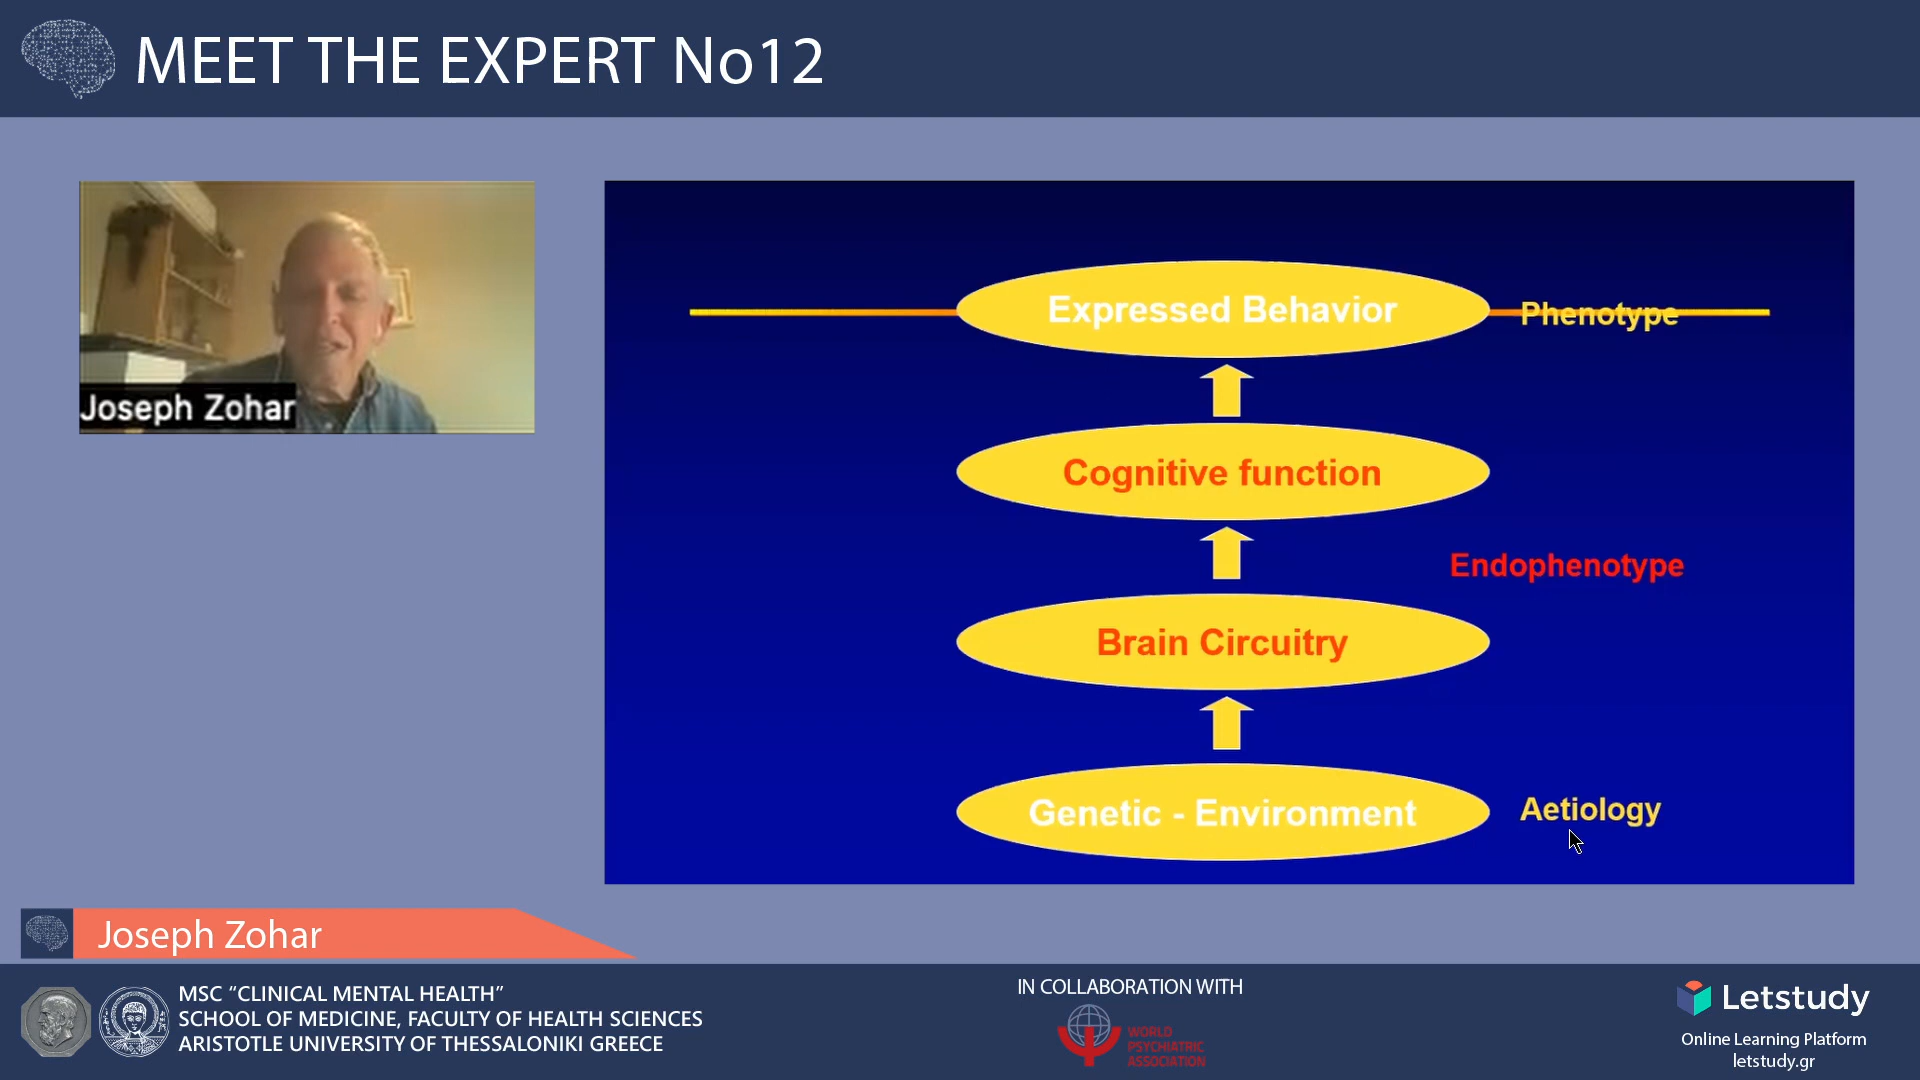 MEET THE EXPERT No12
Joseph Zohar
Expressed Behavior
Phenotype
Cognitive function
Endophenotype
Brain Circuitry
Genetic - Environment
Aetiology
Joseph Zohar
MSC “CLINICAL MENTAL HEALTH”
SCHOOL OF MEDICINE, FACULTY OF HEALTH SCIENCES
ARISTOTLE UNIVERSITY OF THESSALONIKI GREECE
IN COLLABORATION WITH
WORLD
PSYCHIATRIC
ASSOCIATION
Letstudy
Online Learning Platform
letstudy.gr